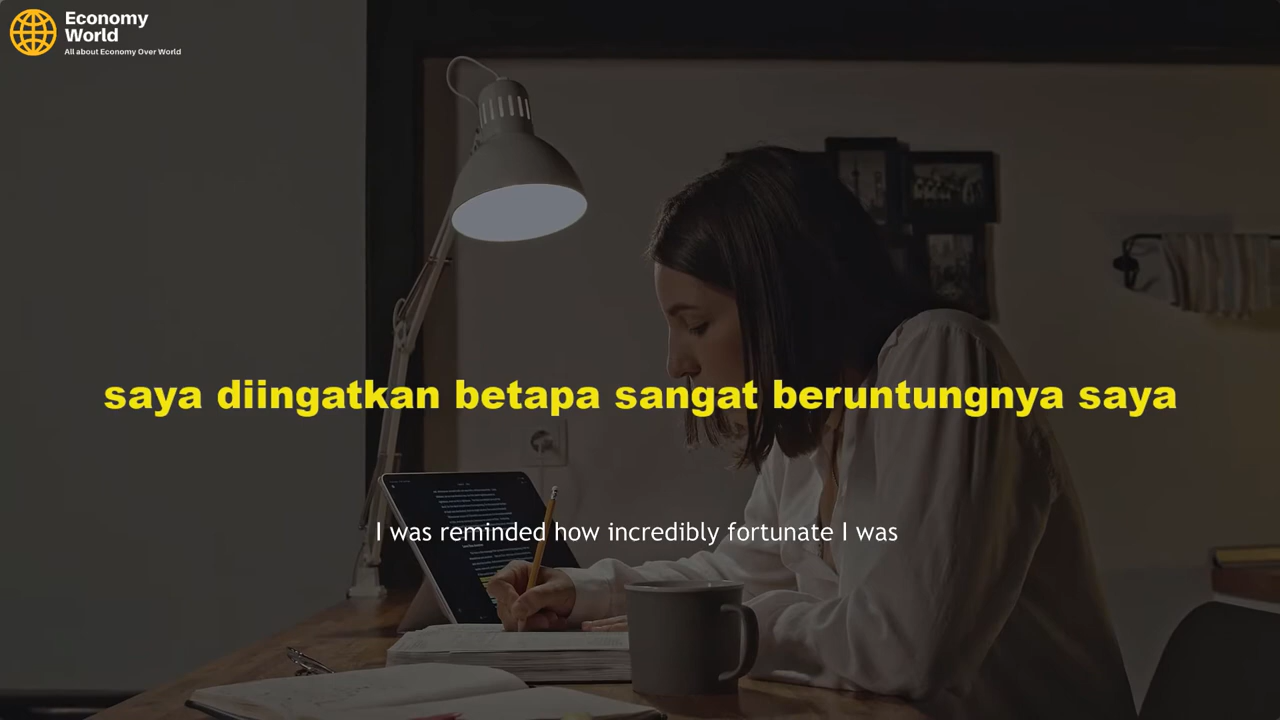 Economy
World
All about Economy Over World
saya diingatkan betapa sangat beruntungnya saya
I was reminded how incredibly fortunate I was